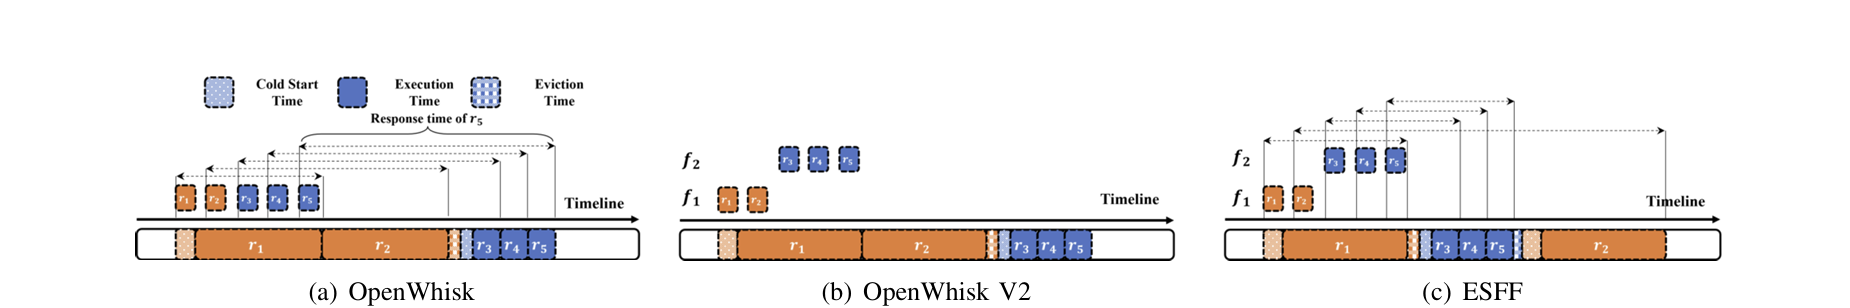 Cold Start
Time
Execution
Time
Eviction
Time
Response time of r₅
r₁ r₂ r₃ r₄ r₅
Timeline
r₁ r₂ r₃ r₄ r₅
(a) OpenWhisk
f₂ r₃ r₄ r₅
f₁ r₁ r₂
Timeline
r₁ r₂ r₃ r₄ r₅
(b) OpenWhisk V2
f₂ r₃ r₄ r₅
f₁ r₁ r₂
Timeline
r₁ r₃ r₄ r₅ r₂
(c) ESFF